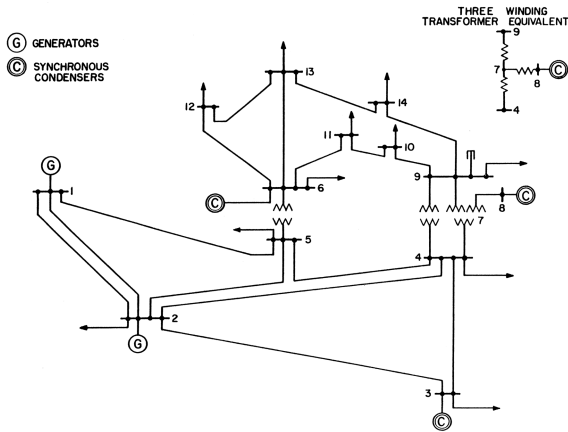 THREE WINDING
TRANSFORMER EQUIVALENT
G GENERATORS
C SYNCHRONOUS
CONDENSERS
9
7
C
8
4
13
14
12
11
10
9
G
1
6
C
7
8
C
5
4
2
G
3
C